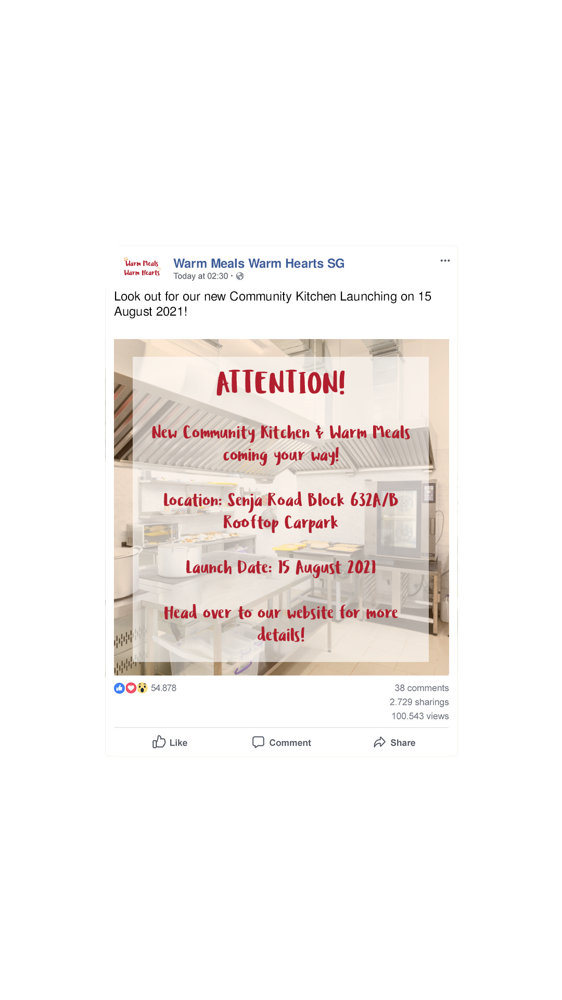 Warm Meals
Warm Hearts
Warm Meals Warm Hearts SG
Today at 02:30 ·
Look out for our new Community Kitchen Launching on 15
August 2021!
ATTENTION!
New Community Kitchen & Warm Meals
coming your way!
Location: Senja Road Block 632A/B
Rooftop Carpark
Launch Date: 15 August 2021
Head over to our website for more
details!
54.878
38 comments
2.729 sharings
100.543 views
Like
Comment
Share